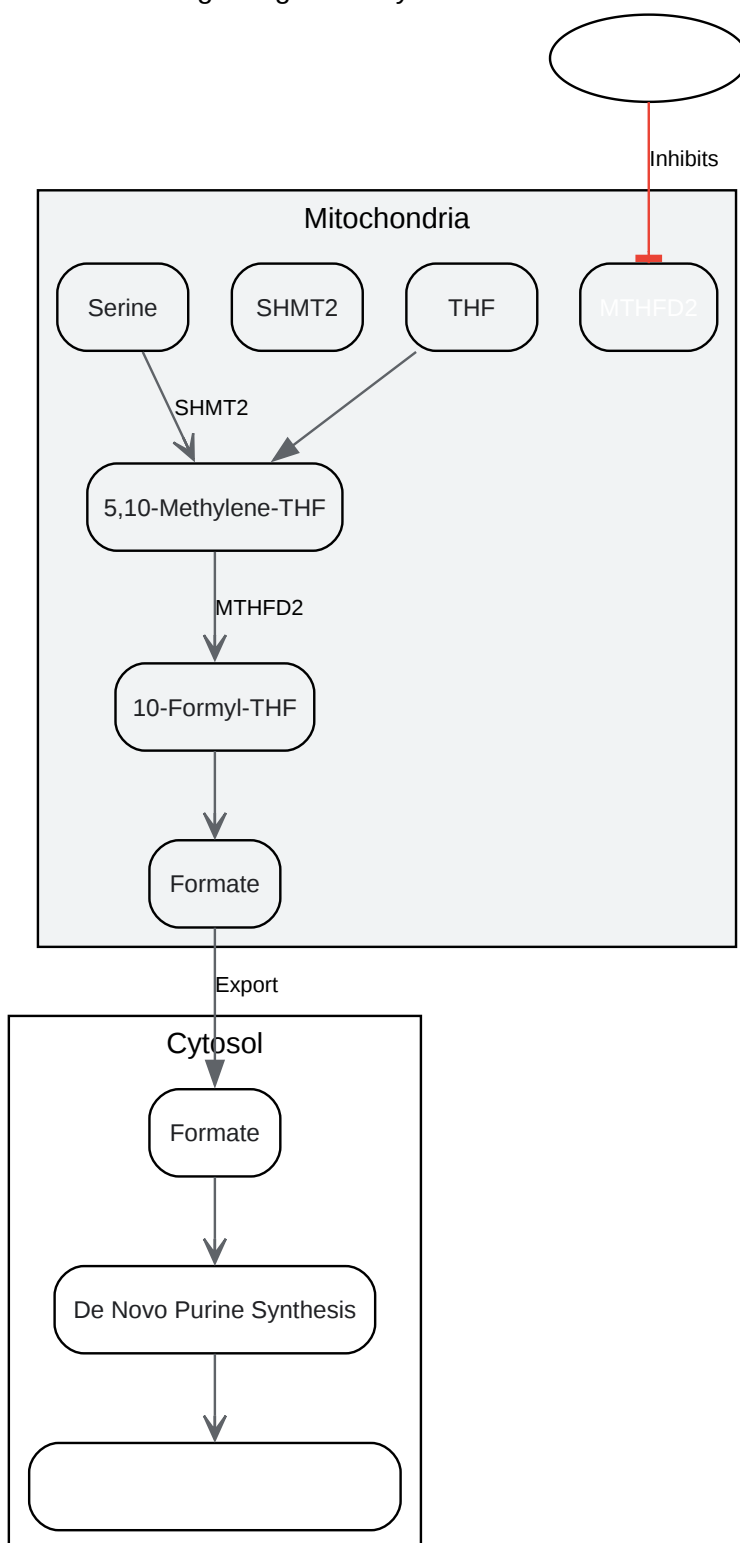 Inhibits
Mitochondria
Serine
SHMT2
THF
MTHFD2
SHMT2
5,10-Methylene-THF
MTHFD2
10-Formyl-THF
Formate
Export
Cytosol
Formate
De Novo Purine Synthesis